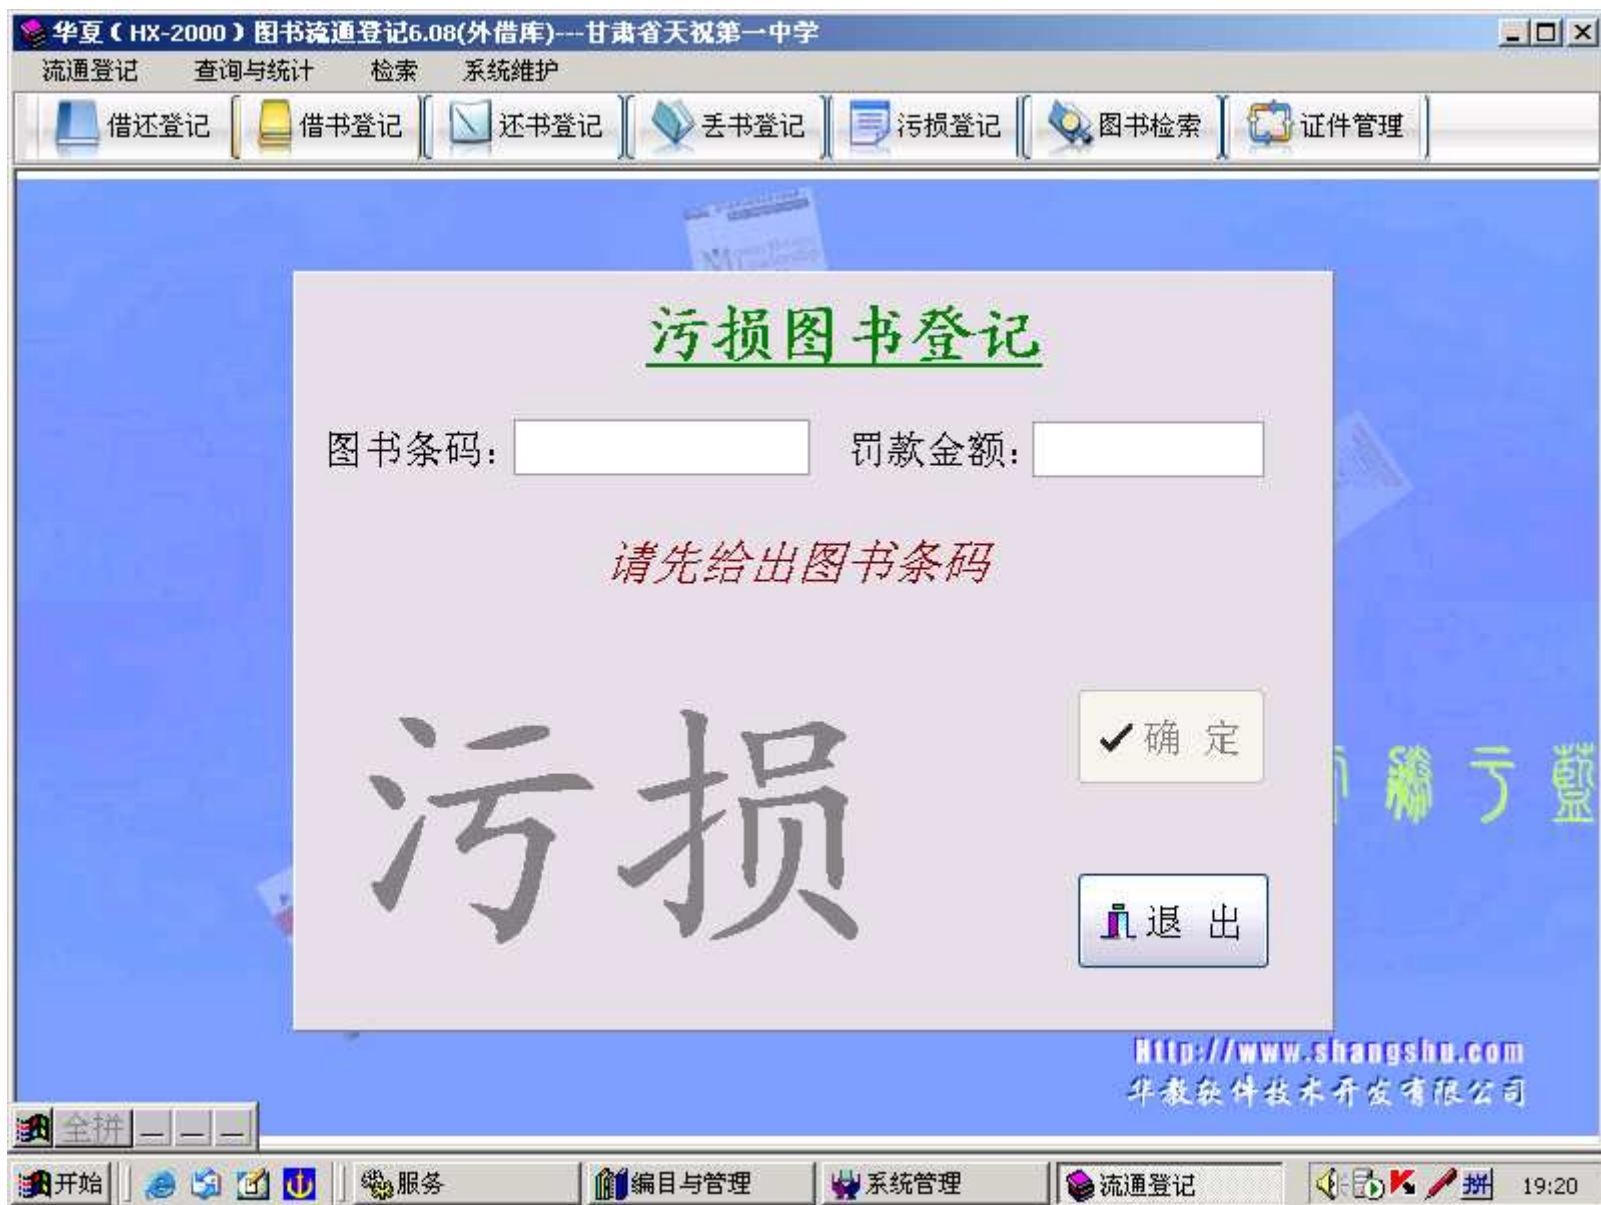 华夏（HX-2000）图书流通登记6.08(外借库)---甘肃省天祝第一中学
流通登记 查询与统计 检索 系统维护
借还登记 借书登记 还书登记 丢书登记 污损登记 图书检索 证件管理
污损图书登记
图书条码： 罚款金额：
请先给出图书条码
污损
确 定
退 出
Http://www.shangshu.com
华教软件技术开发有限公司
全拼
开始 服务 编目与管理 系统管理 流通登记 拼 19:20